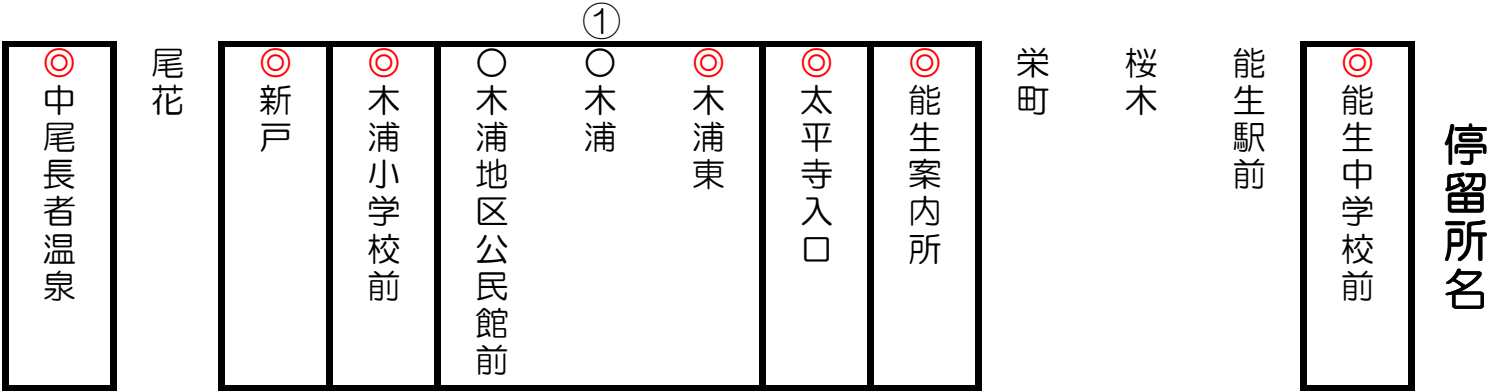 ①
停留所名
◎能生中学校前
能生駅前
桜木
栄町
◎能生案内所
◎太平寺入口
◎木浦東
○木浦
○木浦地区公民館前
◎木浦小学校前
◎新戸
尾花
◎中尾長者温泉